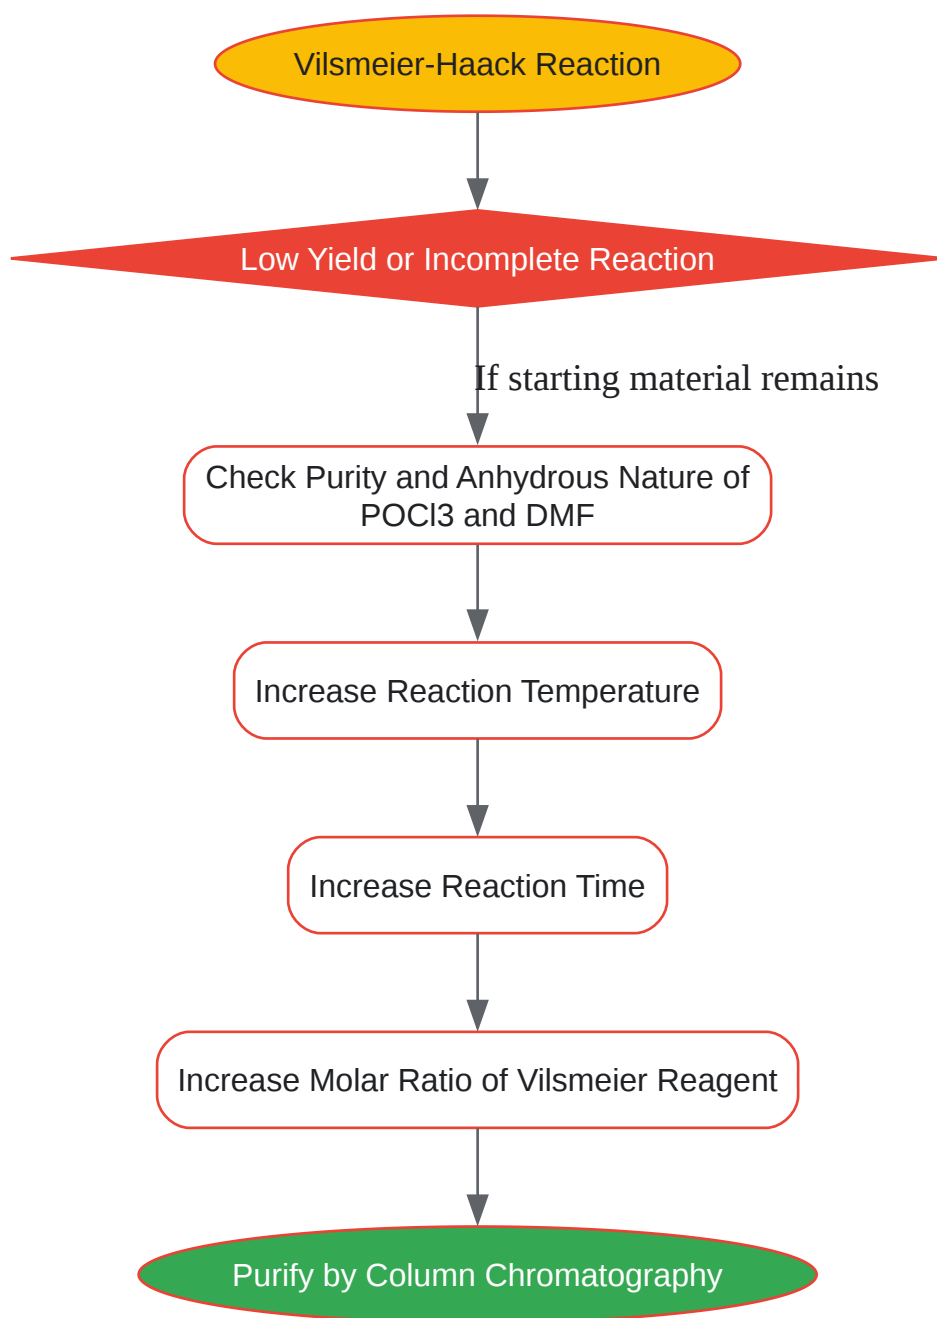 Vilsmeier-Haack Reaction
Low Yield or Incomplete Reaction
If starting material remains
Check Purity and Anhydrous Nature of
POCl3 and DMF
Increase Reaction Temperature
Increase Reaction Time
Increase Molar Ratio of Vilsmeier Reagent
Purify by Column Chromatography